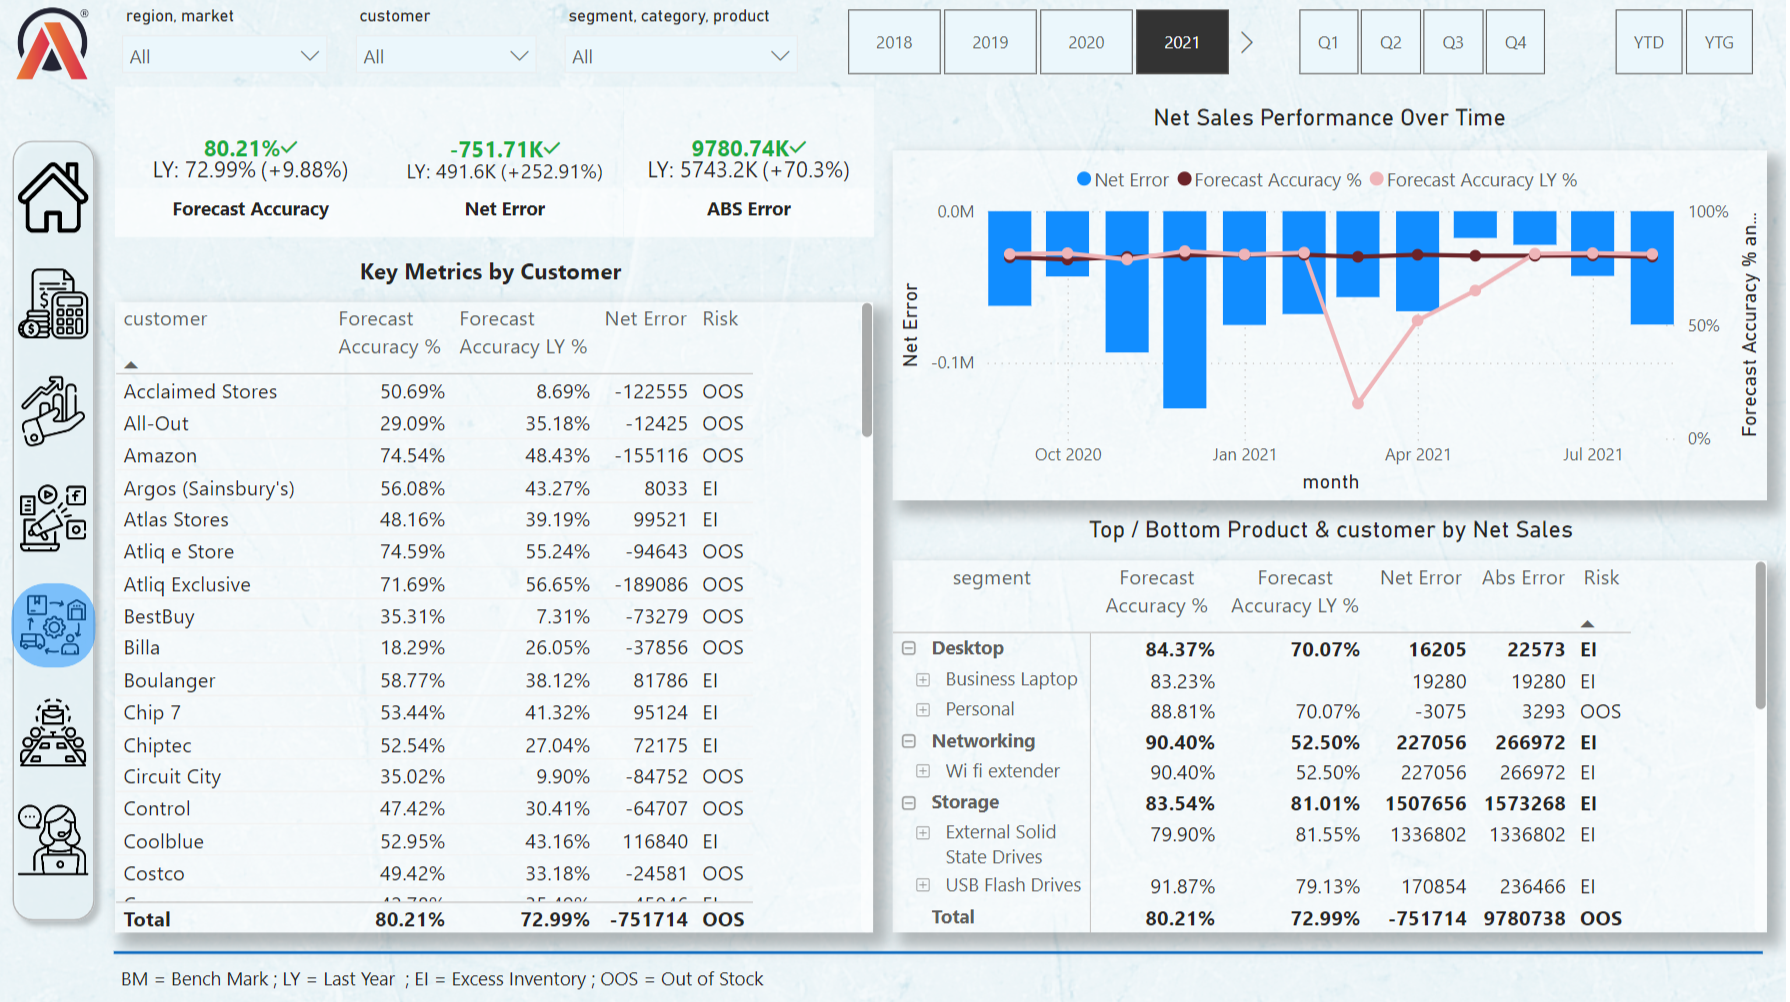 region, market
customer
segment, category, product
All
All
All
2018
2019
2020
2021
Q1
Q2
Q3
Q4
YTD
YTG
80.21%
LY: 72.99% (+9.88%)
Forecast Accuracy
-751.71K
LY: 491.6K (+252.91%)
Net Error
9780.74K
LY: 5743.2K (+70.3%)
ABS Error
Key Metrics by Customer
customer Forecast Accuracy % Forecast Accuracy LY % Net Error Risk
Acclaimed Stores 50.69% 8.69% -122555 OOS
All-Out 29.09% 35.18% -12425 OOS
Amazon 74.54% 48.43% -155116 OOS
Argos (Sainsbury's) 56.08% 43.27% 8033 EI
Atlas Stores 48.16% 39.19% 99521 EI
Atliq e Store 74.59% 55.24% -94643 OOS
Atliq Exclusive 71.69% 56.65% -189086 OOS
BestBuy 35.31% 7.31% -73279 OOS
Billa 18.29% 26.05% -37856 OOS
Boulanger 58.77% 38.12% 81786 EI
Chip 7 53.44% 41.32% 95124 EI
Chiptec 52.54% 27.04% 72175 EI
Circuit City 35.02% 9.90% -84752 OOS
Control 47.42% 30.41% -64707 OOS
Coolblue 52.95% 43.16% 116840 EI
Costco 49.42% 33.18% -24581 OOS
Total 80.21% 72.99% -751714 OOS
Net Sales Performance Over Time
Net Error Forecast Accuracy % Forecast Accuracy LY %
0.0M
-0.1M
Net Error
100%
50%
0%
Forecast Accuracy % an...
Oct 2020 Jan 2021 Apr 2021 Jul 2021
month
Top / Bottom Product & customer by Net Sales
segment Forecast Accuracy % Forecast Accuracy LY % Net Error Abs Error Risk
Desktop 84.37% 70.07% 16205 22573 EI
Business Laptop 83.23% 19280 19280 EI
Personal 88.81% 70.07% -3075 3293 OOS
Networking 90.40% 52.50% 227056 266972 EI
Wi fi extender 90.40% 52.50% 227056 266972 EI
Storage 83.54% 81.01% 1507656 1573268 EI
External Solid State Drives 79.90% 81.55% 1336802 1336802 EI
USB Flash Drives 91.87% 79.13% 170854 236466 EI
Total 80.21% 72.99% -751714 9780738 OOS
BM = Bench Mark ; LY = Last Year ; EI = Excess Inventory ; OOS = Out of Stock